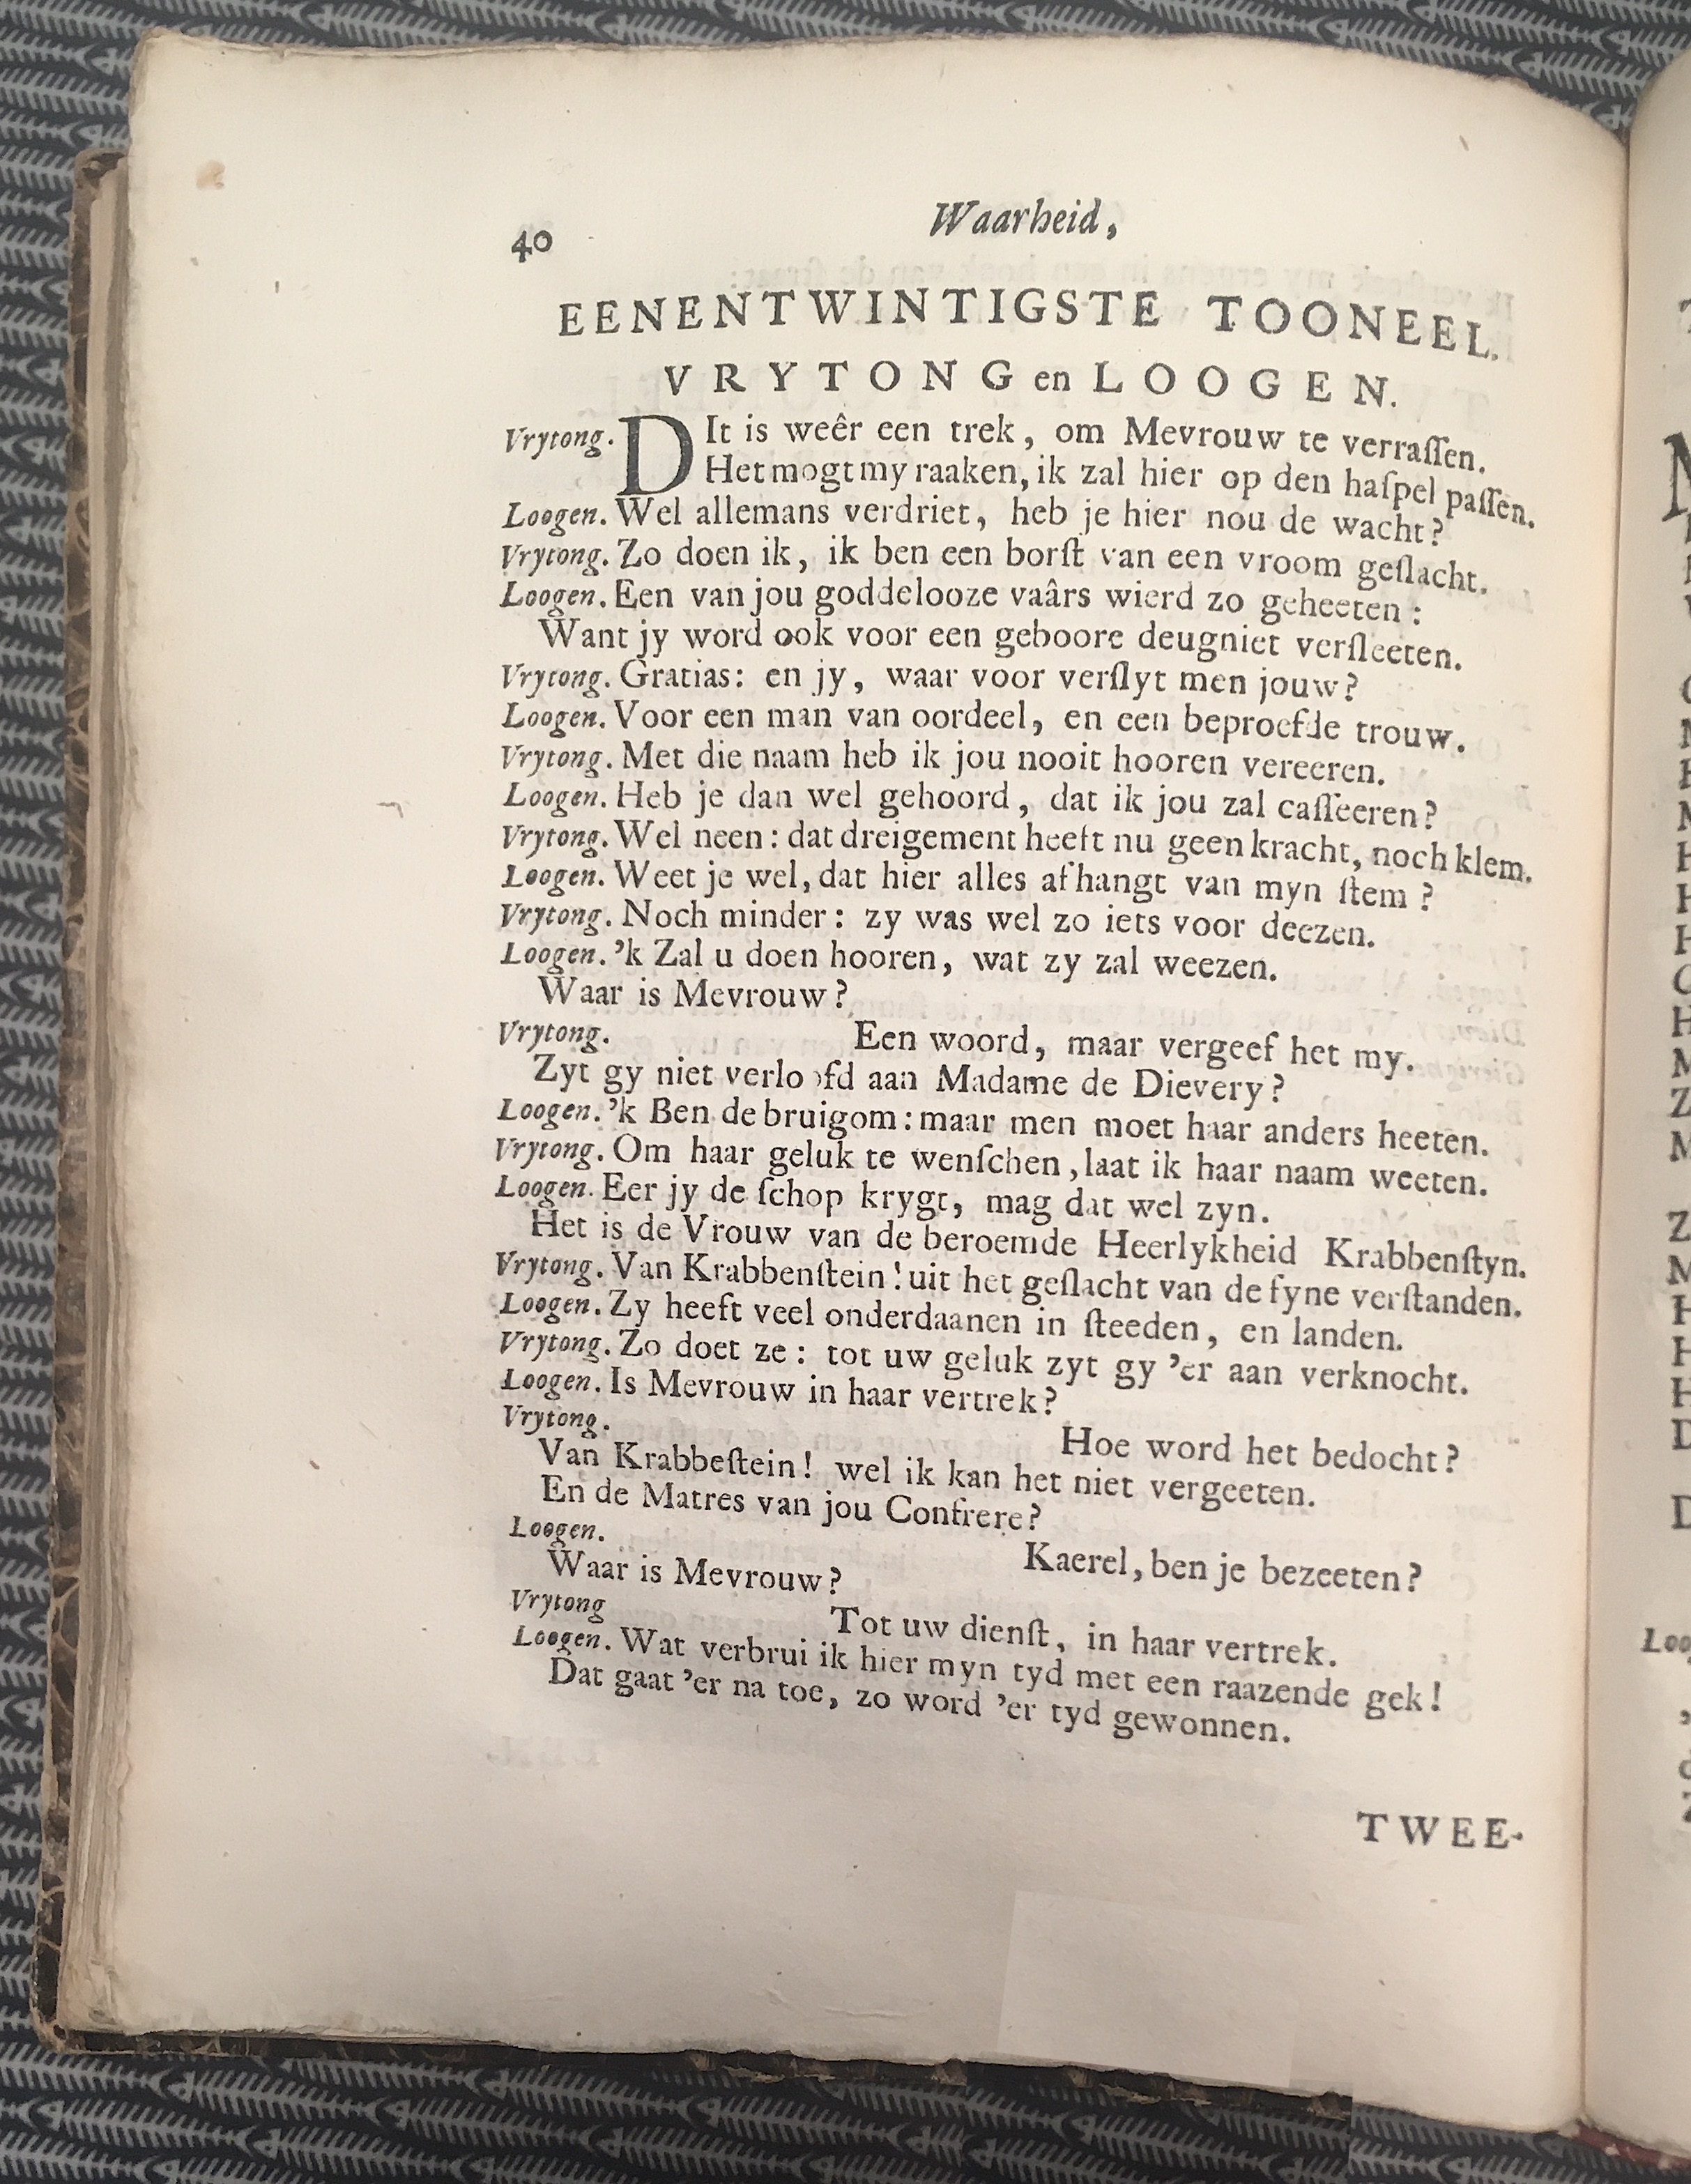 40
Waarheid,
EENENTWINTIGSTE TOONEEL.
VRYTONG en LOOGEN.
Vrytong. DIt is weêr een trek, om Mevrouw te verraſſen.
Het mogt my raaken, ik zal hier op den haſpel paſſen.
Loogen. Wel allemans verdriet, heb je hier nou de wacht?
Vrytong. Zo doen ik, ik ben een borſt van een vroom geſlacht.
Loogen. Een van jou goddelooze vaârs wierd zo geheeten:
Want jy word ook voor een geboore deugniet verſleeten.
Vrytong. Gratias: en jy, waar voor verſlyt men jouw?
Loogen. Voor een man van oordeel, en een beproefde trouw.
Vrytong. Met die naam heb ik jou nooit hooren vereeren.
Loogen. Heb je dan wel gehoord, dat ik jou zal caſſeeren?
Vrytong. Wel neen: dat dreigement heeft nu geen kracht, noch klem.
Loogen. Weet je wel, dat hier alles afhangt van myn ſtem?
Vrytong. Noch minder: zy was wel zo iets voor deezen.
Loogen. 'k Zal u doen hooren, wat zy zal weezen.
Waar is Mevrouw?
Vrytong. Een woord, maar vergeef het my.
Zyt gy niet verloofd aan Madame de Dievery?
Loogen. 'k Ben de bruigom: maar men moet haar anders heeten.
Vrytong. Om haar geluk te wenſchen, laat ik haar naam weeten.
Loogen. Eer jy de ſchop krygt, mag dat wel zyn.
Het is de Vrouw van de beroemde Heerlykheid Krabbenſtyn.
Vrytong. Van Krabbenſtein! uit het geſlacht van de fyne verſtanden.
Loogen. Zy heeft veel onderdaanen in ſteeden, en landen.
Vrytong. Zo doet ze: tot uw geluk zyt gy 'er aan verknocht.
Loogen. Is Mevrouw in haar vertrek?
Vrytong. Hoe word het bedocht?
Van Krabbeſtein! wel ik kan het niet vergeeten.
En de Matres van jou Confrere?
Loogen. Kaerel, ben je bezeeten?
Waar is Mevrouw?
Vrytong Tot uw dienſt, in haar vertrek.
Loogen. Wat verbrui ik hier myn tyd met een raazende gek!
Dat gaat 'er na toe, zo word 'er tyd gewonnen.
TWEE-
Loo